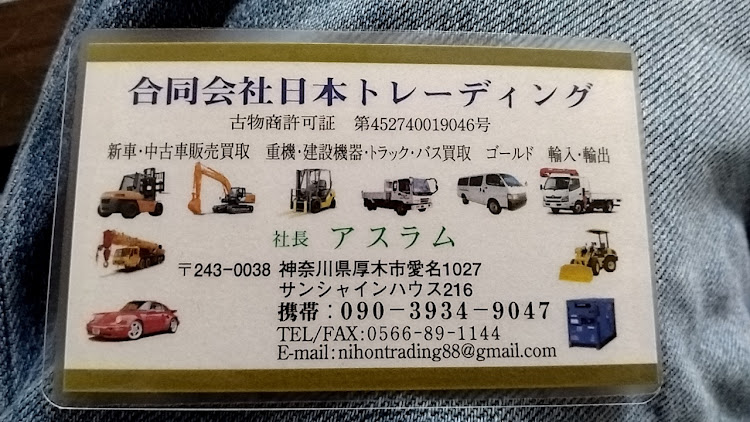 合同会社日本トレーディング
古物商許可証　第452740019046号
新車・中古車販売買取　重機・建設機器・トラック・バス買取　ゴールド　輸入・輸出
社長　アスラム
〒243-0038 神奈川県厚木市愛名1027
サンシャインハウス216
携帯：090-3934-9047
TEL/FAX:0566-89-1144
E-mail:nihontrading88@gmail.com